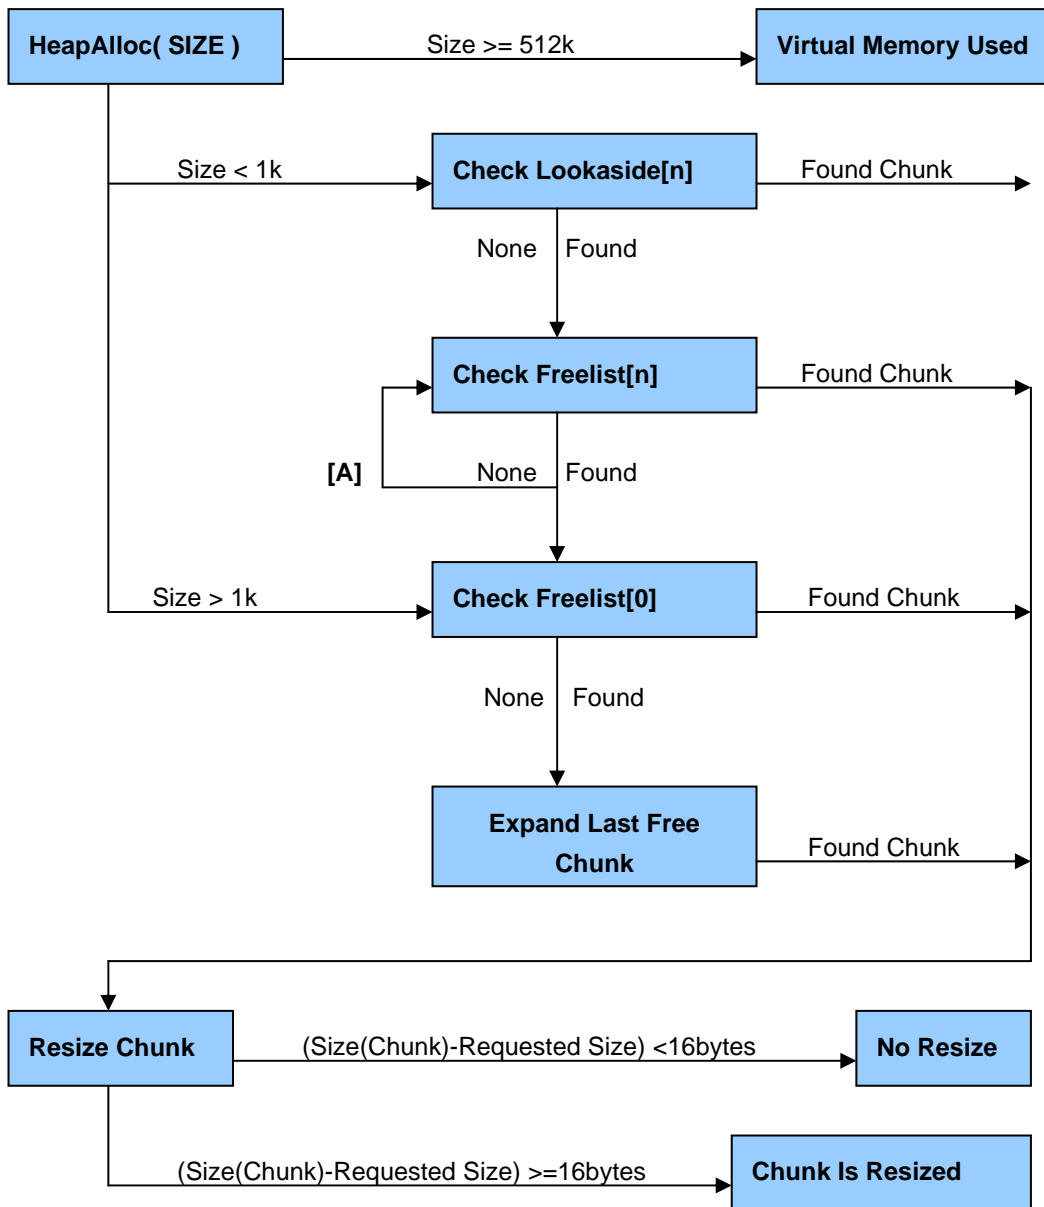 HeapAlloc( SIZE )
Size >= 512k
Virtual Memory Used
Size < 1k
Check Lookaside[n]
Found Chunk
None Found
Check Freelist[n]
Found Chunk
[A]
None Found
Size > 1k
Check Freelist[0]
Found Chunk
None Found
Expand Last Free
Chunk
Found Chunk
Resize Chunk
(Size(Chunk)-Requested Size) <16bytes
No Resize
(Size(Chunk)-Requested Size) >=16bytes
Chunk Is Resized